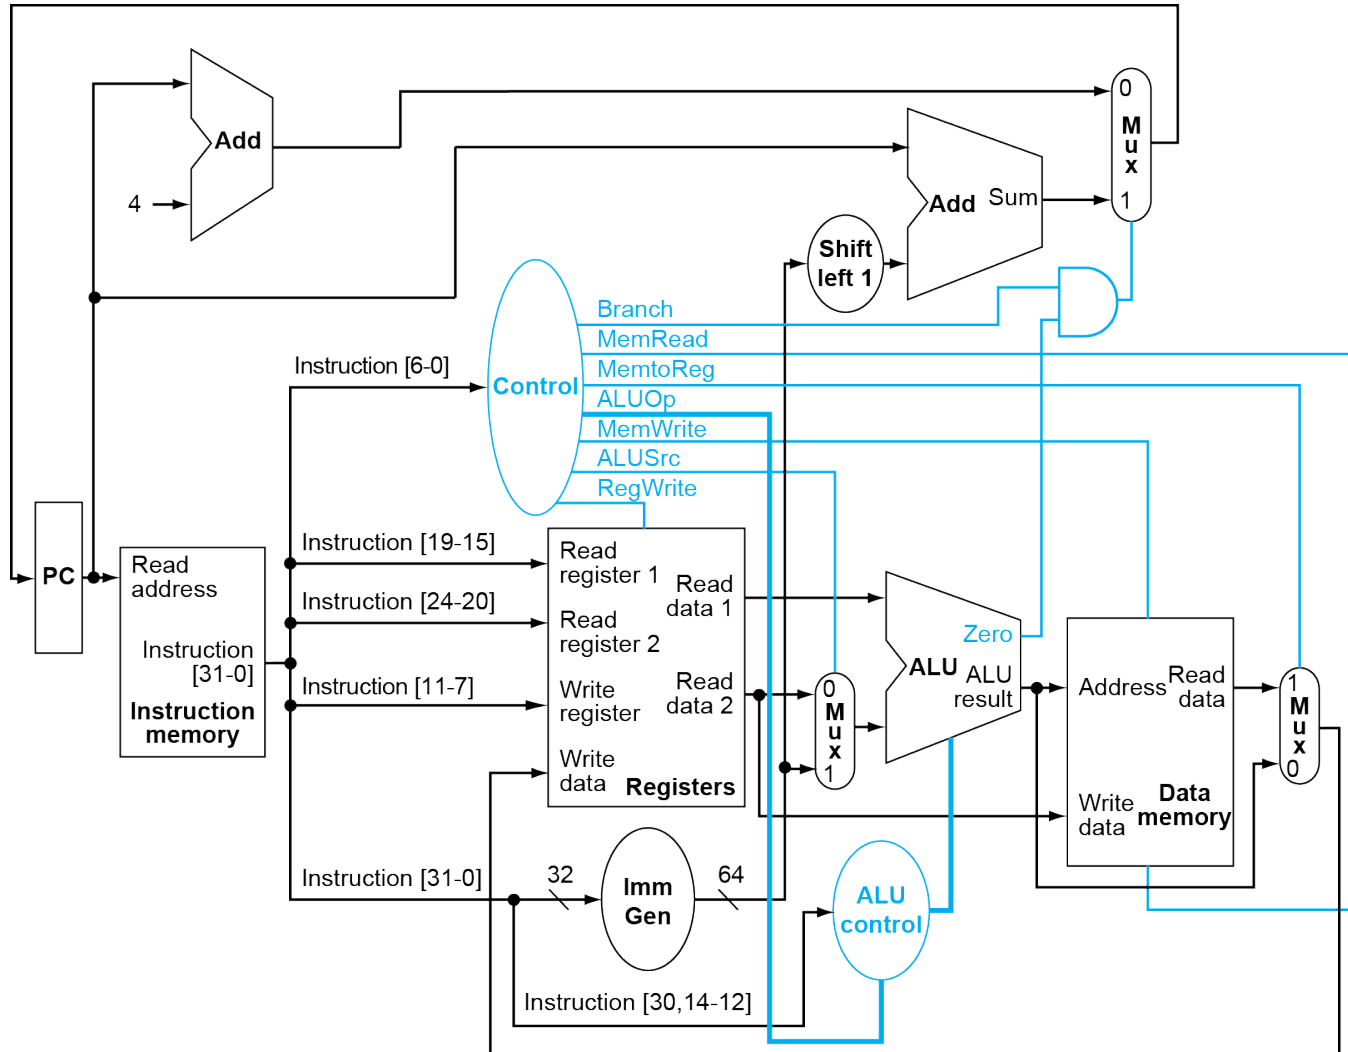 0
M
u
x
1
Add
4
Add
Sum
Shift
left 1
Branch
MemRead
MemtoReg
ALUOp
MemWrite
ALUSrc
RegWrite
Instruction [6-0]
Control
PC
Read
address
Instruction
[31-0]
Instruction
memory
Instruction [19-15]
Instruction [24-20]
Instruction [11-7]
Instruction [31-0]
Read
register 1
Read
register 2
Write
register
Write
data
Read
data 1
Read
data 2
Registers
0
M
u
x
1
Zero
ALU
ALU
result
Address
Read
data
Write
data
Data
memory
1
M
u
x
0
32
Imm
Gen
64
ALU
control
Instruction [30,14-12]